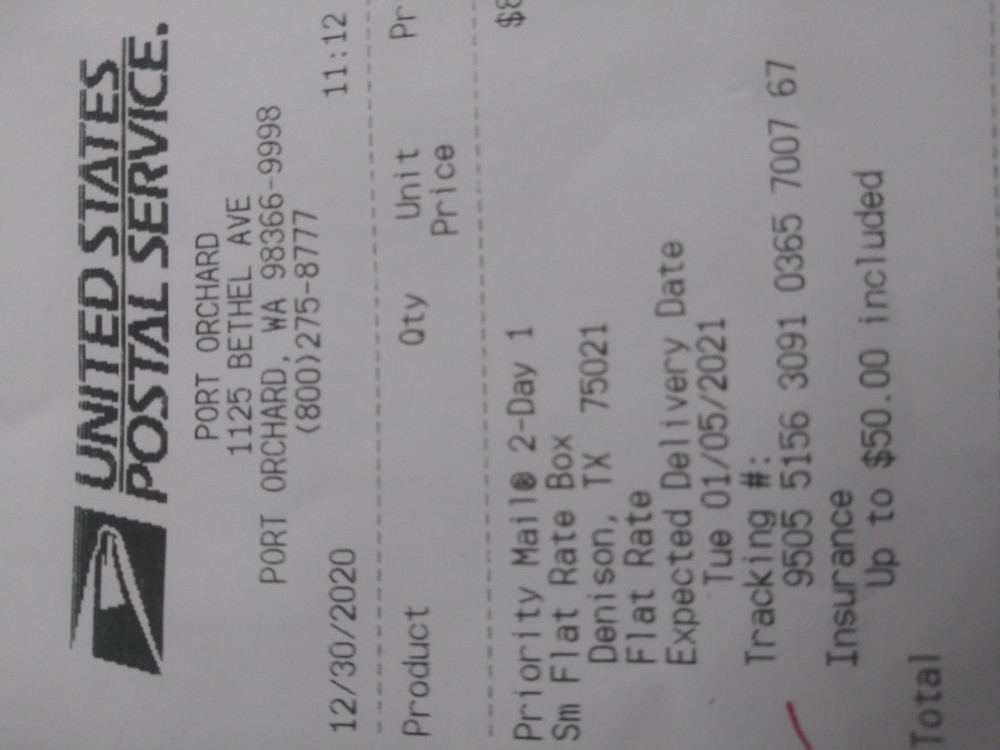 UNITED STATES
POSTAL SERVICE.
PORT ORCHARD
1125 BETHEL AVE
PORT ORCHARD, WA 98366-9998
(800)275-8777
12/30/2020 11:12
Product Qty Unit Pr
Price
Priority Mail® 2-Day 1 $8
Sm Flat Rate Box
Denison, TX 75021
Flat Rate
Expected Delivery Date
Tue 01/05/2021
Tracking #:
9505 5156 3091 0365 7007 67
Insurance
Up to $50.00 included
Total